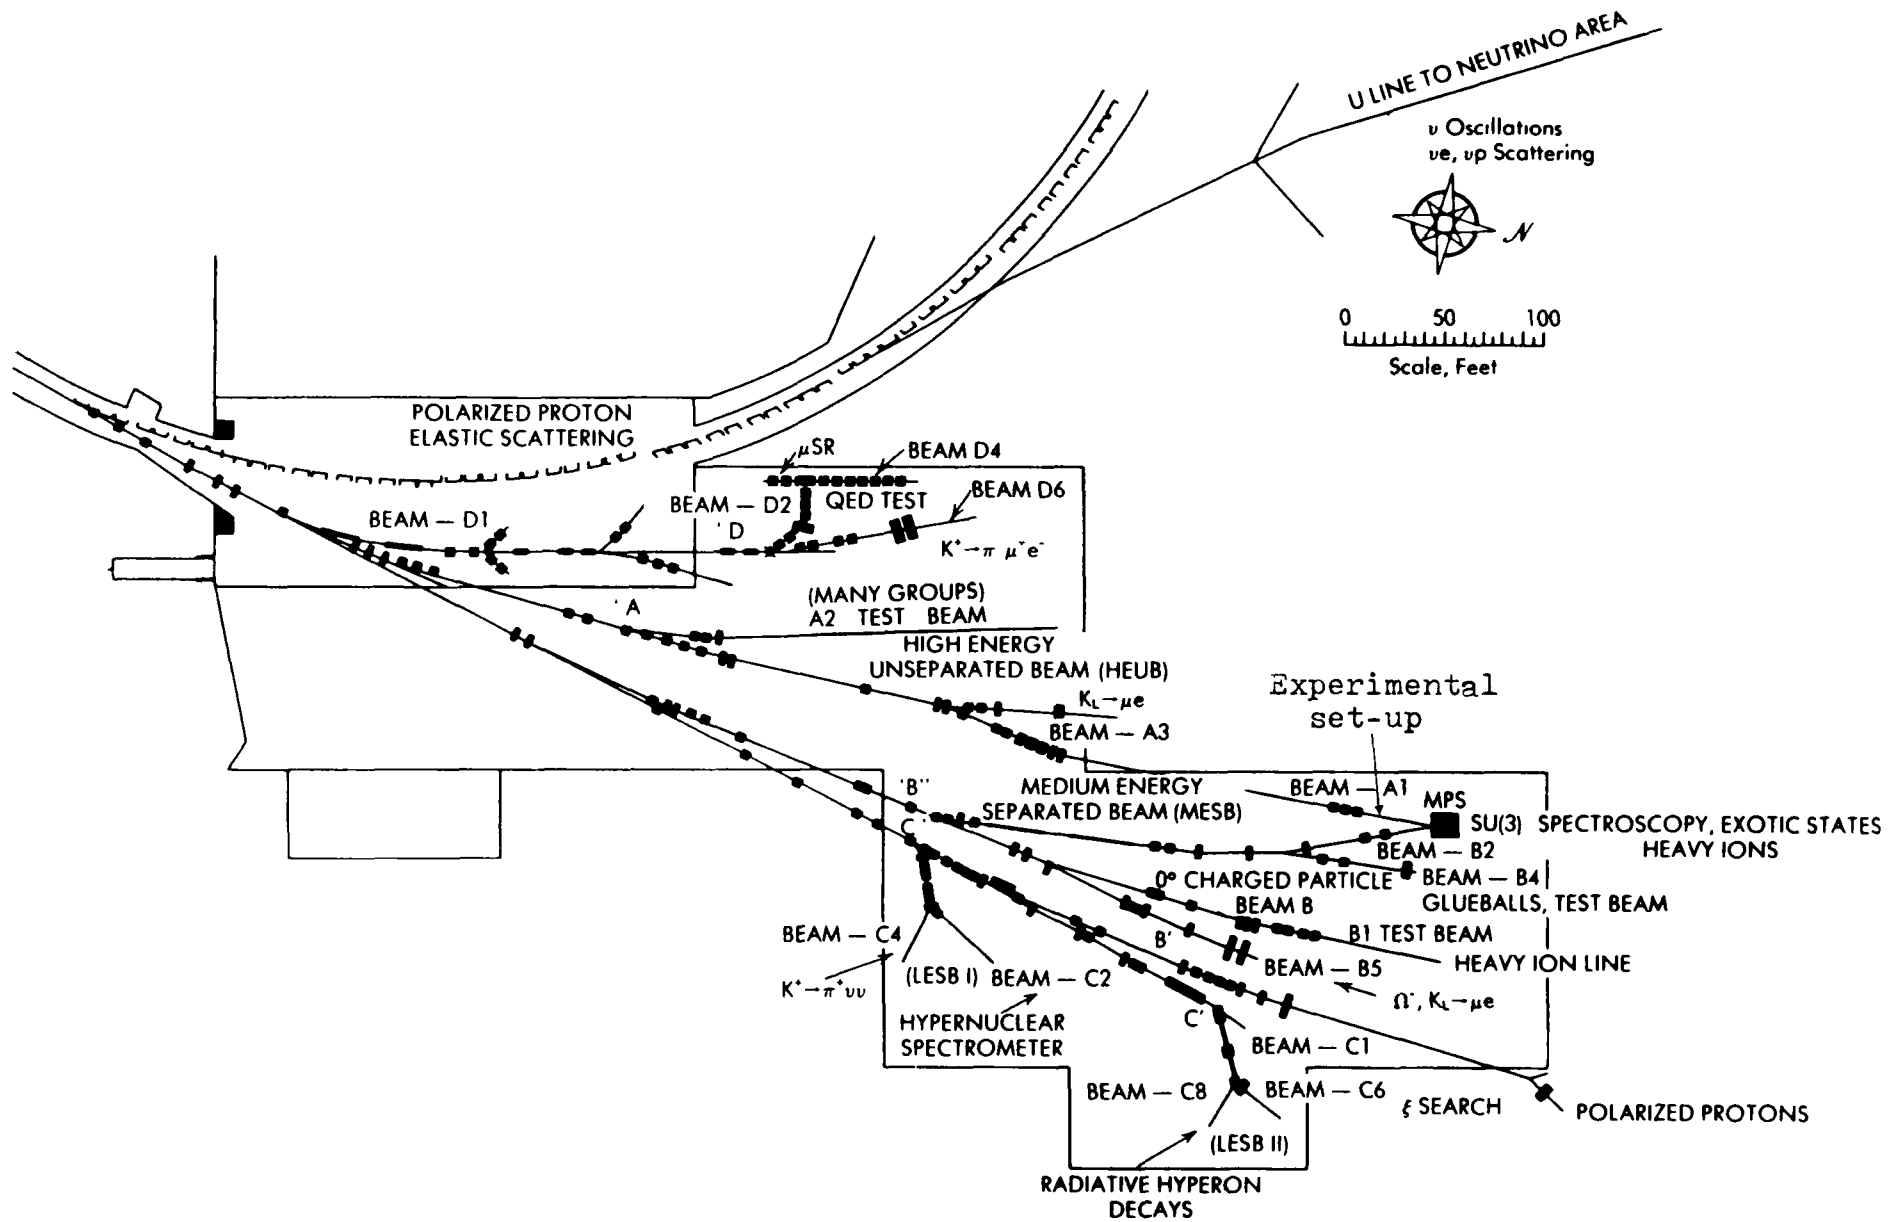 U LINE TO NEUTRINO AREA
ν Oscillations
νe, νp Scattering
N
0 50 100
Scale, Feet
POLARIZED PROTON
ELASTIC SCATTERING
μSR
BEAM D4
BEAM — D2
QED TEST
BEAM D6
BEAM — D1
'D
K⁺→π μ⁺e⁻
(MANY GROUPS)
A2 TEST BEAM
'A
HIGH ENERGY
UNSEPARATED BEAM (HEUB)
K_L→μe
BEAM — A3
Experimental
set-up
'B''
MEDIUM ENERGY
SEPARATED BEAM (MESB)
BEAM — A1
MPS
SU(3) SPECTROSCOPY, EXOTIC STATES
HEAVY IONS
C'
BEAM — B2
0° CHARGED PARTICLE
BEAM B
BEAM — B4
GLUEBALLS, TEST BEAM
B1 TEST BEAM
HEAVY ION LINE
B'
BEAM — B5
Ω⁻, K_L→μe
BEAM — C4
(LESB I)
BEAM — C2
K⁺→π⁺νν
HYPERNUCLEAR
SPECTROMETER
C'
BEAM — C1
BEAM — C8
BEAM — C6
ξ SEARCH
POLARIZED PROTONS
(LESB II)
RADIATIVE HYPERON
DECAYS